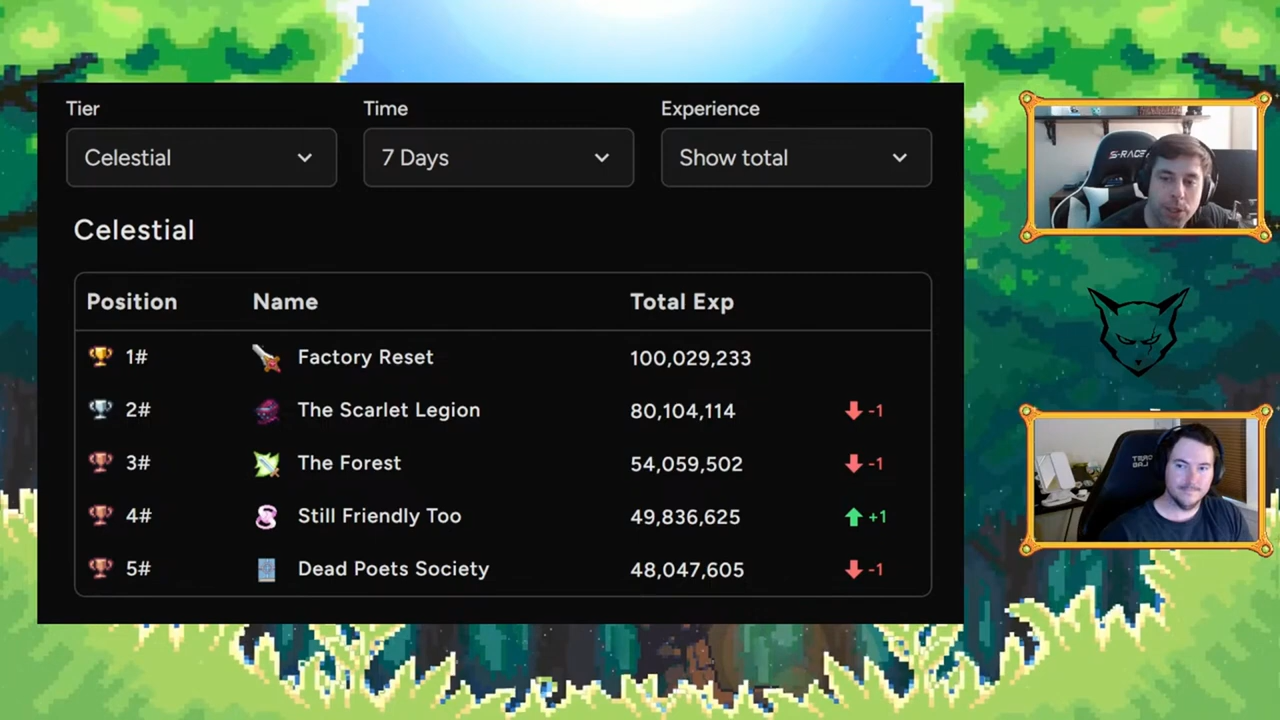 Tier Time Experience
Celestial 7 Days Show total
Celestial
Position Name Total Exp
1# Factory Reset 100,029,233
2# The Scarlet Legion 80,104,114 -1
3# The Forest 54,059,502 -1
4# Still Friendly Too 49,836,625 +1
5# Dead Poets Society 48,047,605 -1
S-RACE